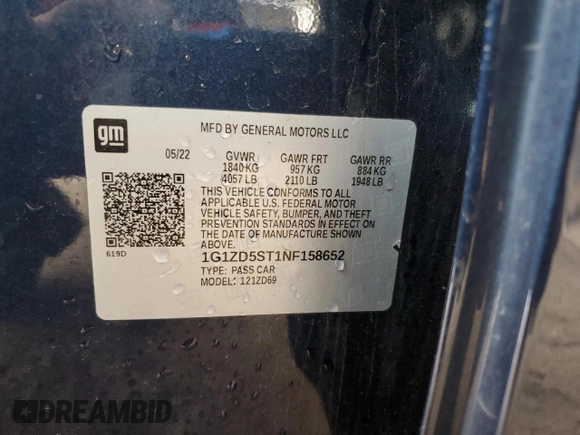 gm
MFD BY GENERAL MOTORS LLC
05/22 GVWR GAWR FRT GAWR RR
1840 KG 957 KG 884 KG
4057 LB 2110 LB 1948 LB
THIS VEHICLE CONFORMS TO ALL
APPLICABLE U.S. FEDERAL MOTOR
VEHICLE SAFETY, BUMPER, AND THEFT
PREVENTION STANDARDS IN EFFECT ON
THE DATE OF MANUFACTURE SHOWN
ABOVE.
619D
1G1ZD5ST1NF158652
TYPE: PASS CAR
MODEL: 121ZD69
DREAMBID